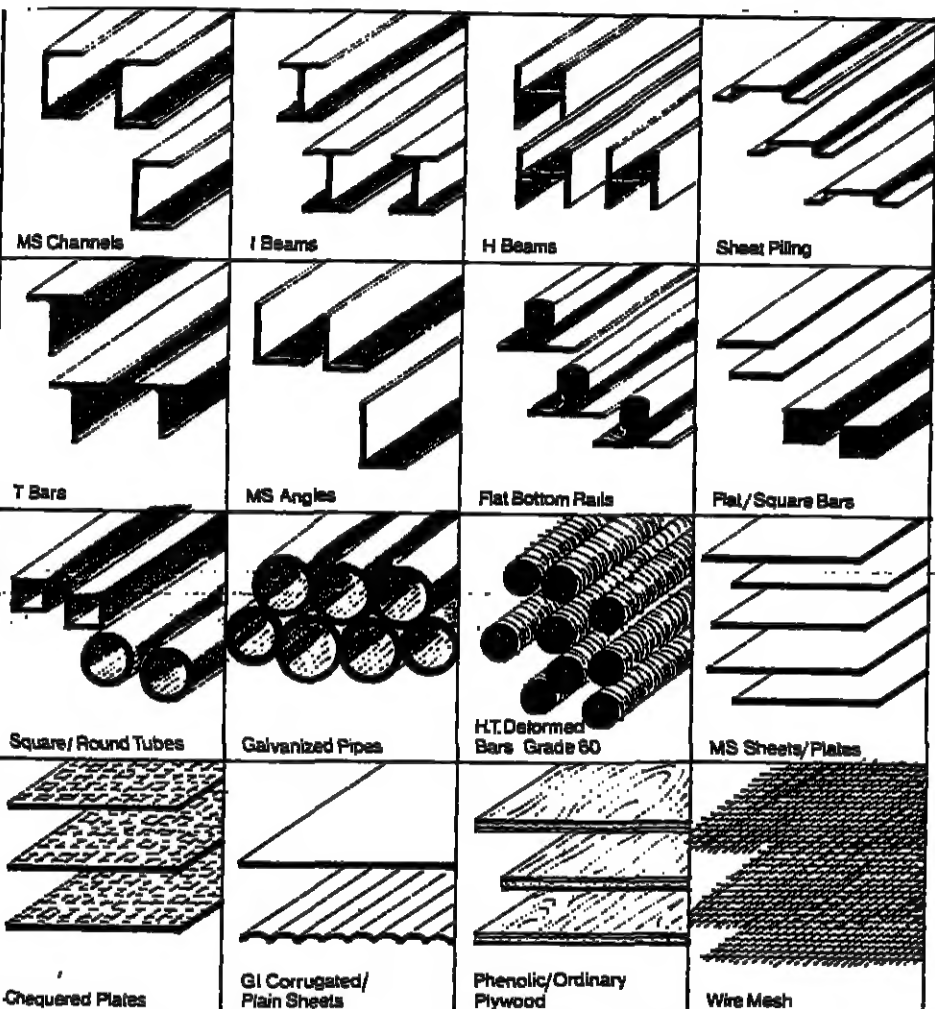 MS Channels
I Beams
H Beams
Sheet Piling
T Bars
MS Angles
Flat Bottom Rails
Flat/Square Bars
Square/Round Tubes
Galvanized Pipes
H.T. Deformed
Bars Grade 60
MS Sheets/Plates
Chequered Plates
GI Corrugated/
Plain Sheets
Phenolic/Ordinary
Plywood
Wire Mesh